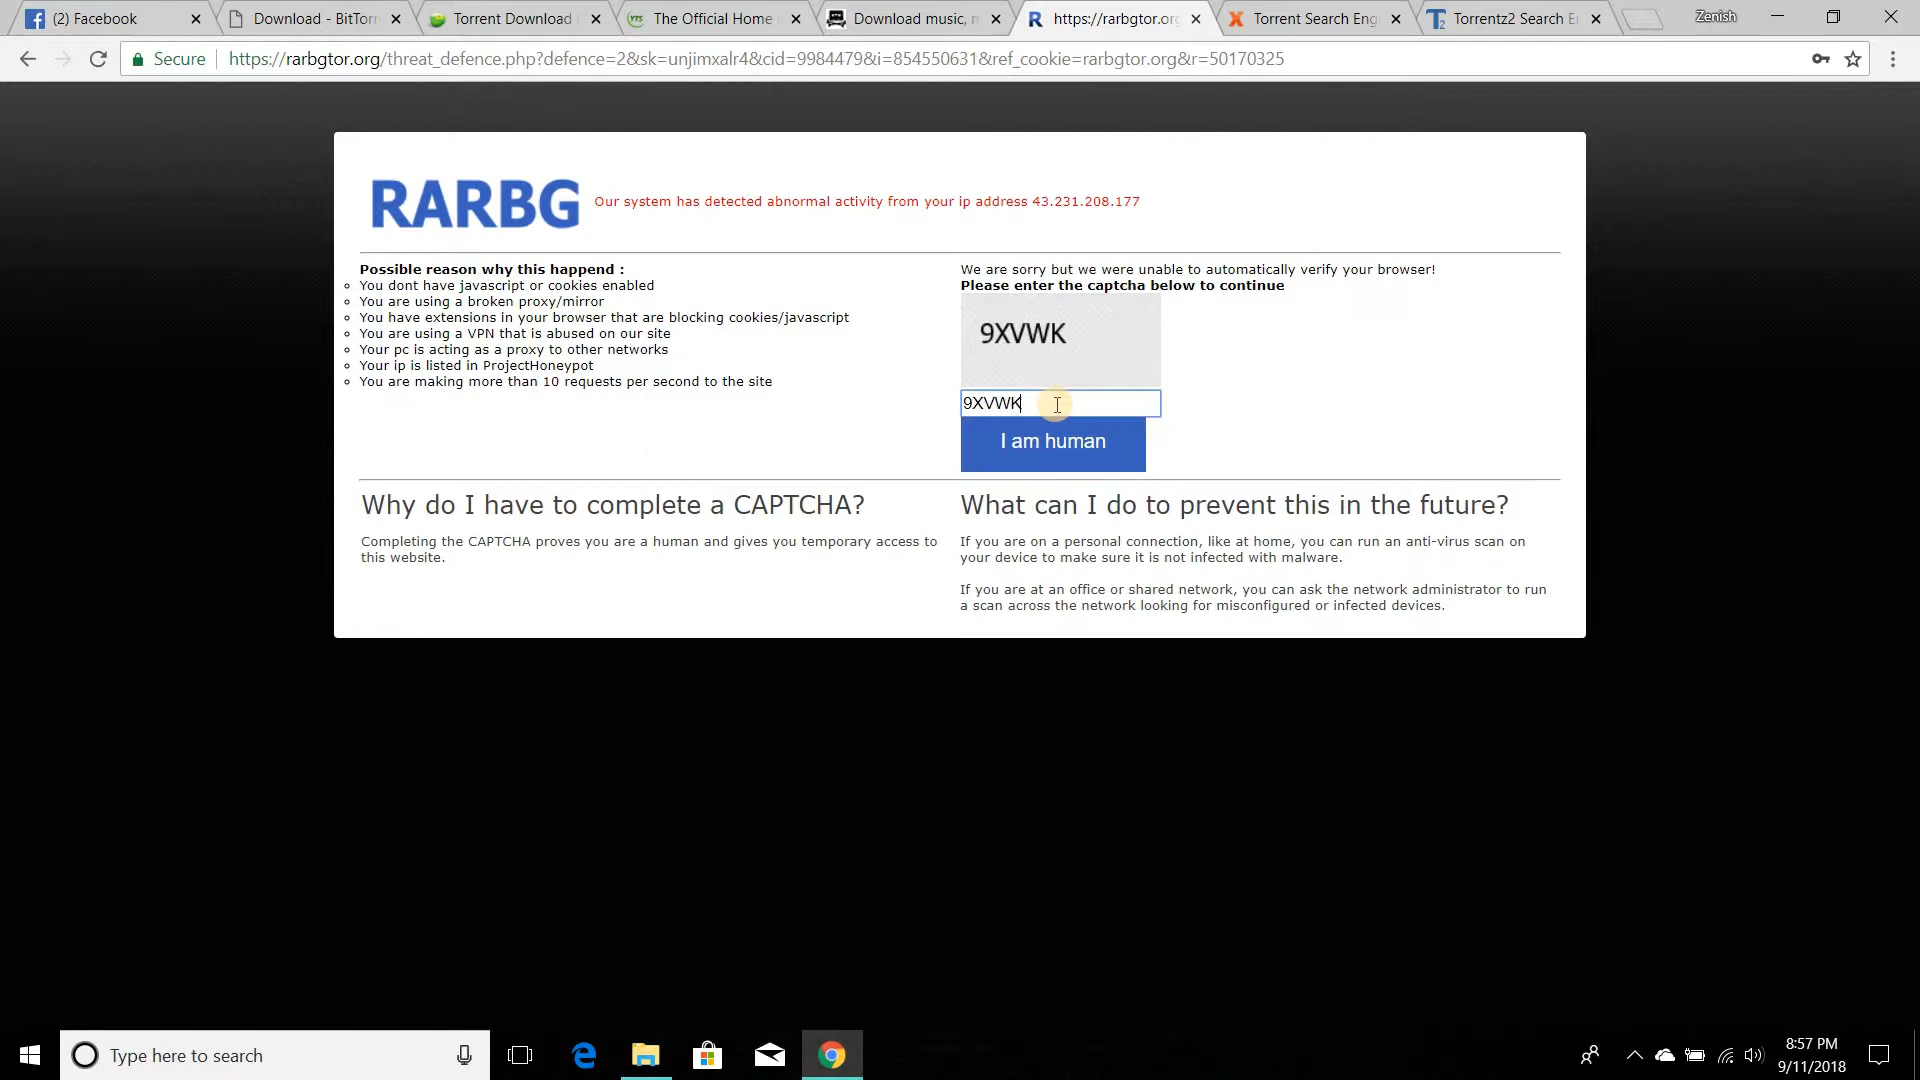 (2) Facebook
Download - BitTorr
Torrent Download
YTS
The Official Home
Download music, m
R
https://rarbgtor.org
X
Torrent Search Eng
T2
Torrentz2 Search E
Zenish
Secure
https://rarbgtor.org/threat_defence.php?defence=2&sk=unjimxalr4&cid=9984479&i=854550631&ref_cookie=rarbgtor.org&r=50170325
RARBG
Our system has detected abnormal activity from your ip address 43.231.208.177
Possible reason why this happend :
You dont have javascript or cookies enabled
You are using a broken proxy/mirror
You have extensions in your browser that are blocking cookies/javascript
You are using a VPN that is abused on our site
Your pc is acting as a proxy to other networks
Your ip is listed in ProjectHoneypot
You are making more than 10 requests per second to the site
We are sorry but we were unable to automatically verify your browser!
Please enter the captcha below to continue
9XVWK
9XVWK
I am human
Why do I have to complete a CAPTCHA?
Completing the CAPTCHA proves you are a human and gives you temporary access to
this website.
What can I do to prevent this in the future?
If you are on a personal connection, like at home, you can run an anti-virus scan on
your device to make sure it is not infected with malware.
If you are at an office or shared network, you can ask the network administrator to run
a scan across the network looking for misconfigured or infected devices.
Type here to search
8:57 PM
9/11/2018